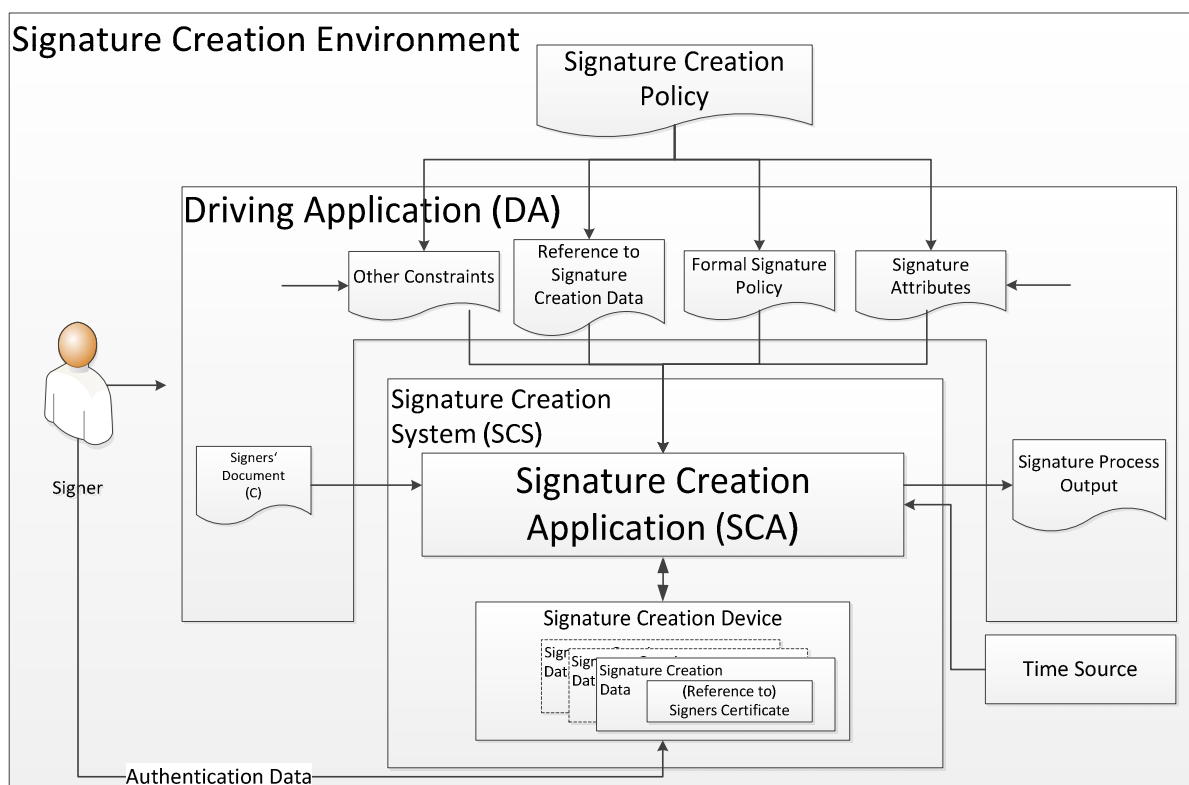 Signature Creation Environment
Signature Creation
Policy
Driving Application (DA)
Other Constraints
Reference to
Signature
Creation Data
Formal Signature
Policy
Signature
Attributes
Signer
Signers‘
Document
(C)
Signature Creation
System (SCS)
Signature Creation
Application (SCA)
Signature Process
Output
Signature Creation Device
Signature Creation
Data
(Reference to)
Signers Certificate
Time Source
Authentication Data